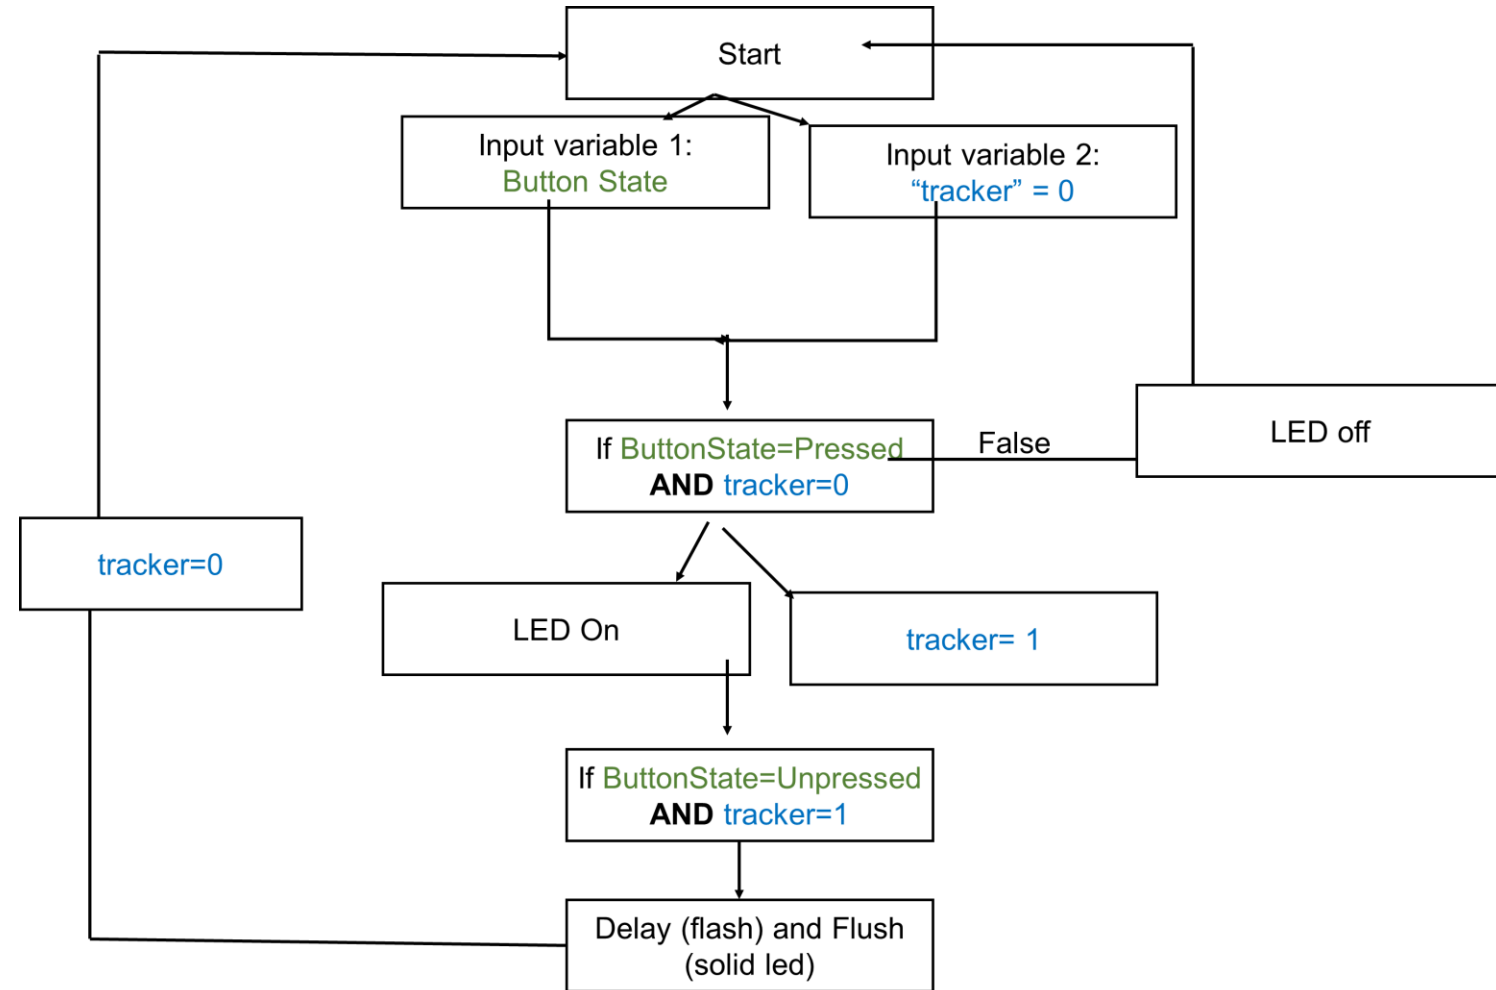 Start
Input variable 1:
Button State
Input variable 2:
“tracker” = 0
If ButtonState=Pressed
AND tracker=0
False
LED off
tracker=0
LED On
tracker= 1
If ButtonState=Unpressed
AND tracker=1
Delay (flash) and Flush
(solid led)